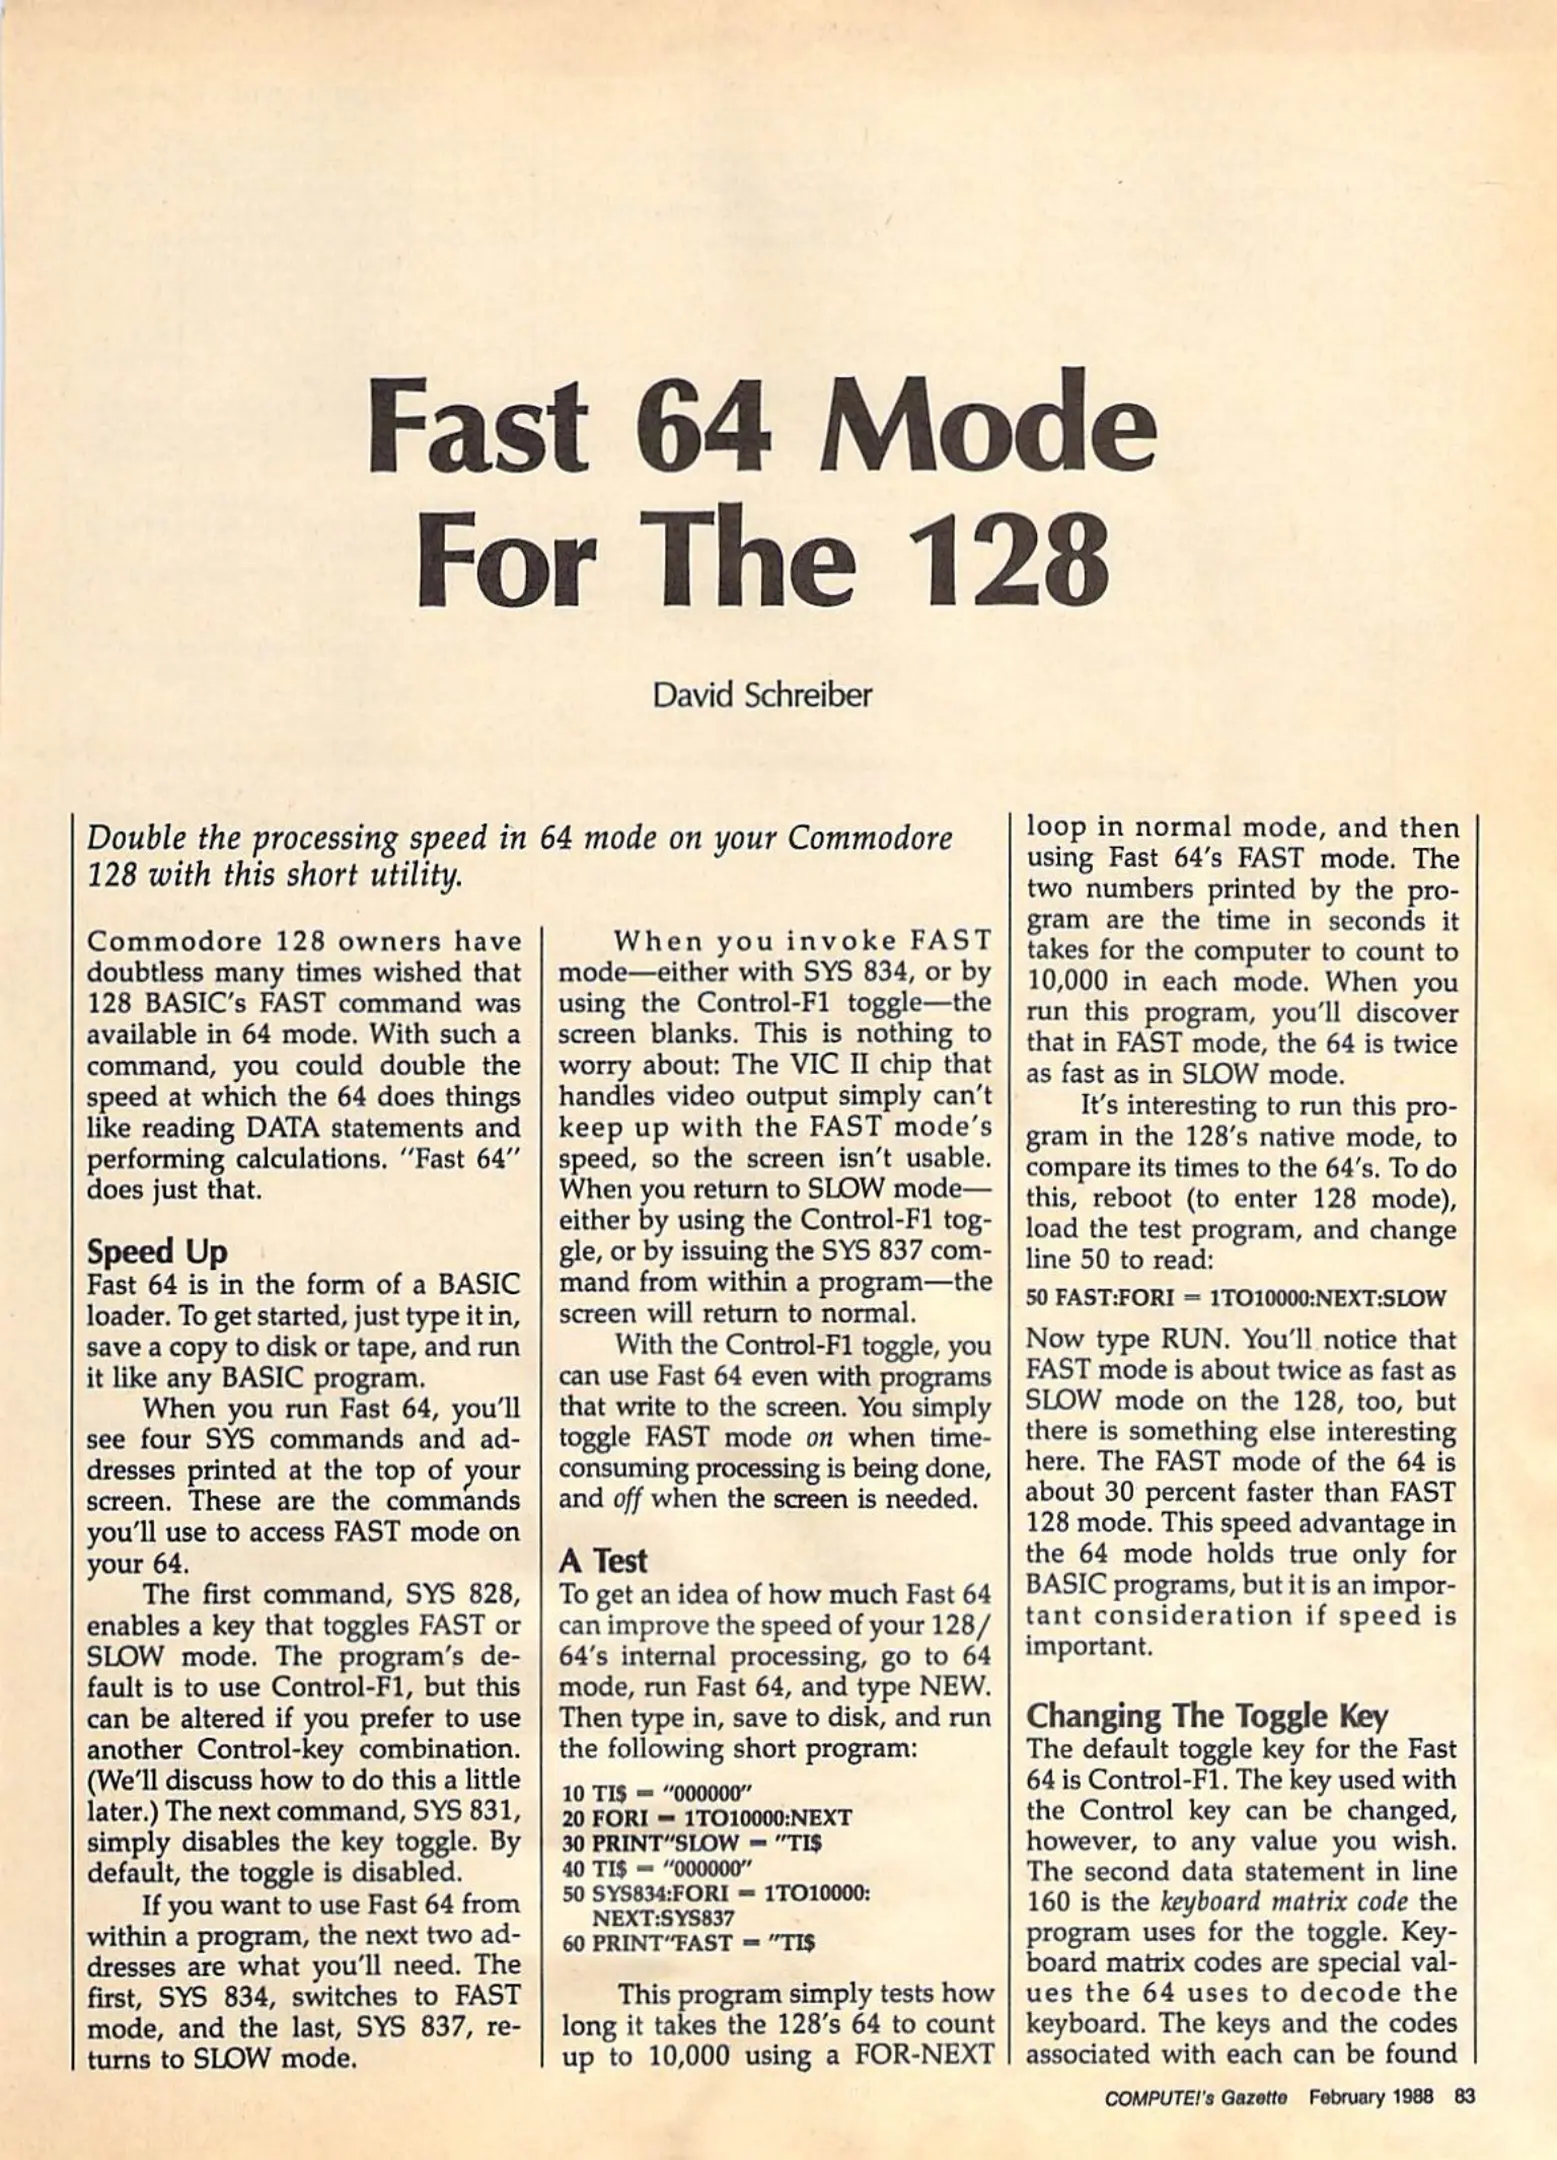 Fast 64 Mode
For The 128
David Schreiber
Double the processing speed in 64 mode on your Commodore
128 with this short utility.
Commodore 128 owners have
doubtless many times wished that
128 BASIC's FAST command was
available in 64 mode. With such a
command, you could double the
speed at which the 64 does things
like reading DATA statements and
performing calculations. "Fast 64"
does just that.
Speed Up
Fast 64 is in the form of a BASIC
loader. To get started, just type it in,
save a copy to disk or tape, and run
it like any BASIC program.
When you run Fast 64, you'll
see four SYS commands and ad-
dresses printed at the top of your
screen. These are the commands
you'll use to access FAST mode on
your 64.
The first command, SYS 828,
enables a key that toggles FAST or
SLOW mode. The program's de-
fault is to use Control-F1, but this
can be altered if you prefer to use
another Control-key combination.
(We'll discuss how to do this a little
later.) The next command, SYS 831,
simply disables the key toggle. By
default, the toggle is disabled.
If you want to use Fast 64 from
within a program, the next two ad-
dresses are what you'll need. The
first, SYS 834, switches to FAST
mode, and the last, SYS 837, re-
turns to SLOW mode.
When you invoke FAST
mode—either with SYS 834, or by
using the Control-F1 toggle—the
screen blanks. This is nothing to
worry about: The VIC II chip that
handles video output simply can't
keep up with the FAST mode's
speed, so the screen isn't usable.
When you return to SLOW mode—
either by using the Control-F1 tog-
gle, or by issuing the SYS 837 com-
mand from within a program—the
screen will return to normal.
With the Control-F1 toggle, you
can use Fast 64 even with programs
that write to the screen. You simply
toggle FAST mode on when time-
consuming processing is being done,
and off when the screen is needed.
A Test
To get an idea of how much Fast 64
can improve the speed of your 128/
64's internal processing, go to 64
mode, run Fast 64, and type NEW.
Then type in, save to disk, and run
the following short program:
10 TI$ = "000000"
20 FORI = 1TO10000:NEXT
30 PRINT"SLOW = "TI$
40 TI$ = "000000"
50 SYS834:FORI = 1TO10000:
NEXT:SYS837
60 PRINT"FAST = "TI$
This program simply tests how
long it takes the 128's 64 to count
up to 10,000 using a FOR-NEXT
loop in normal mode, and then
using Fast 64's FAST mode. The
two numbers printed by the pro-
gram are the time in seconds it
takes for the computer to count to
10,000 in each mode. When you
run this program, you'll discover
that in FAST mode, the 64 is twice
as fast as in SLOW mode.
It's interesting to run this pro-
gram in the 128's native mode, to
compare its times to the 64's. To do
this, reboot (to enter 128 mode),
load the test program, and change
line 50 to read:
50 FAST:FORI = 1TO10000:NEXT:SLOW
Now type RUN. You'll notice that
FAST mode is about twice as fast as
SLOW mode on the 128, too, but
there is something else interesting
here. The FAST mode of the 64 is
about 30 percent faster than FAST
128 mode. This speed advantage in
the 64 mode holds true only for
BASIC programs, but it is an impor-
tant consideration if speed is
important.
Changing The Toggle Key
The default toggle key for the Fast
64 is Control-F1. The key used with
the Control key can be changed,
however, to any value you wish.
The second data statement in line
160 is the keyboard matrix code the
program uses for the toggle. Key-
board matrix codes are special val-
ues the 64 uses to decode the
keyboard. The keys and the codes
associated with each can be found
COMPUTE!'s Gazette February 1988 83